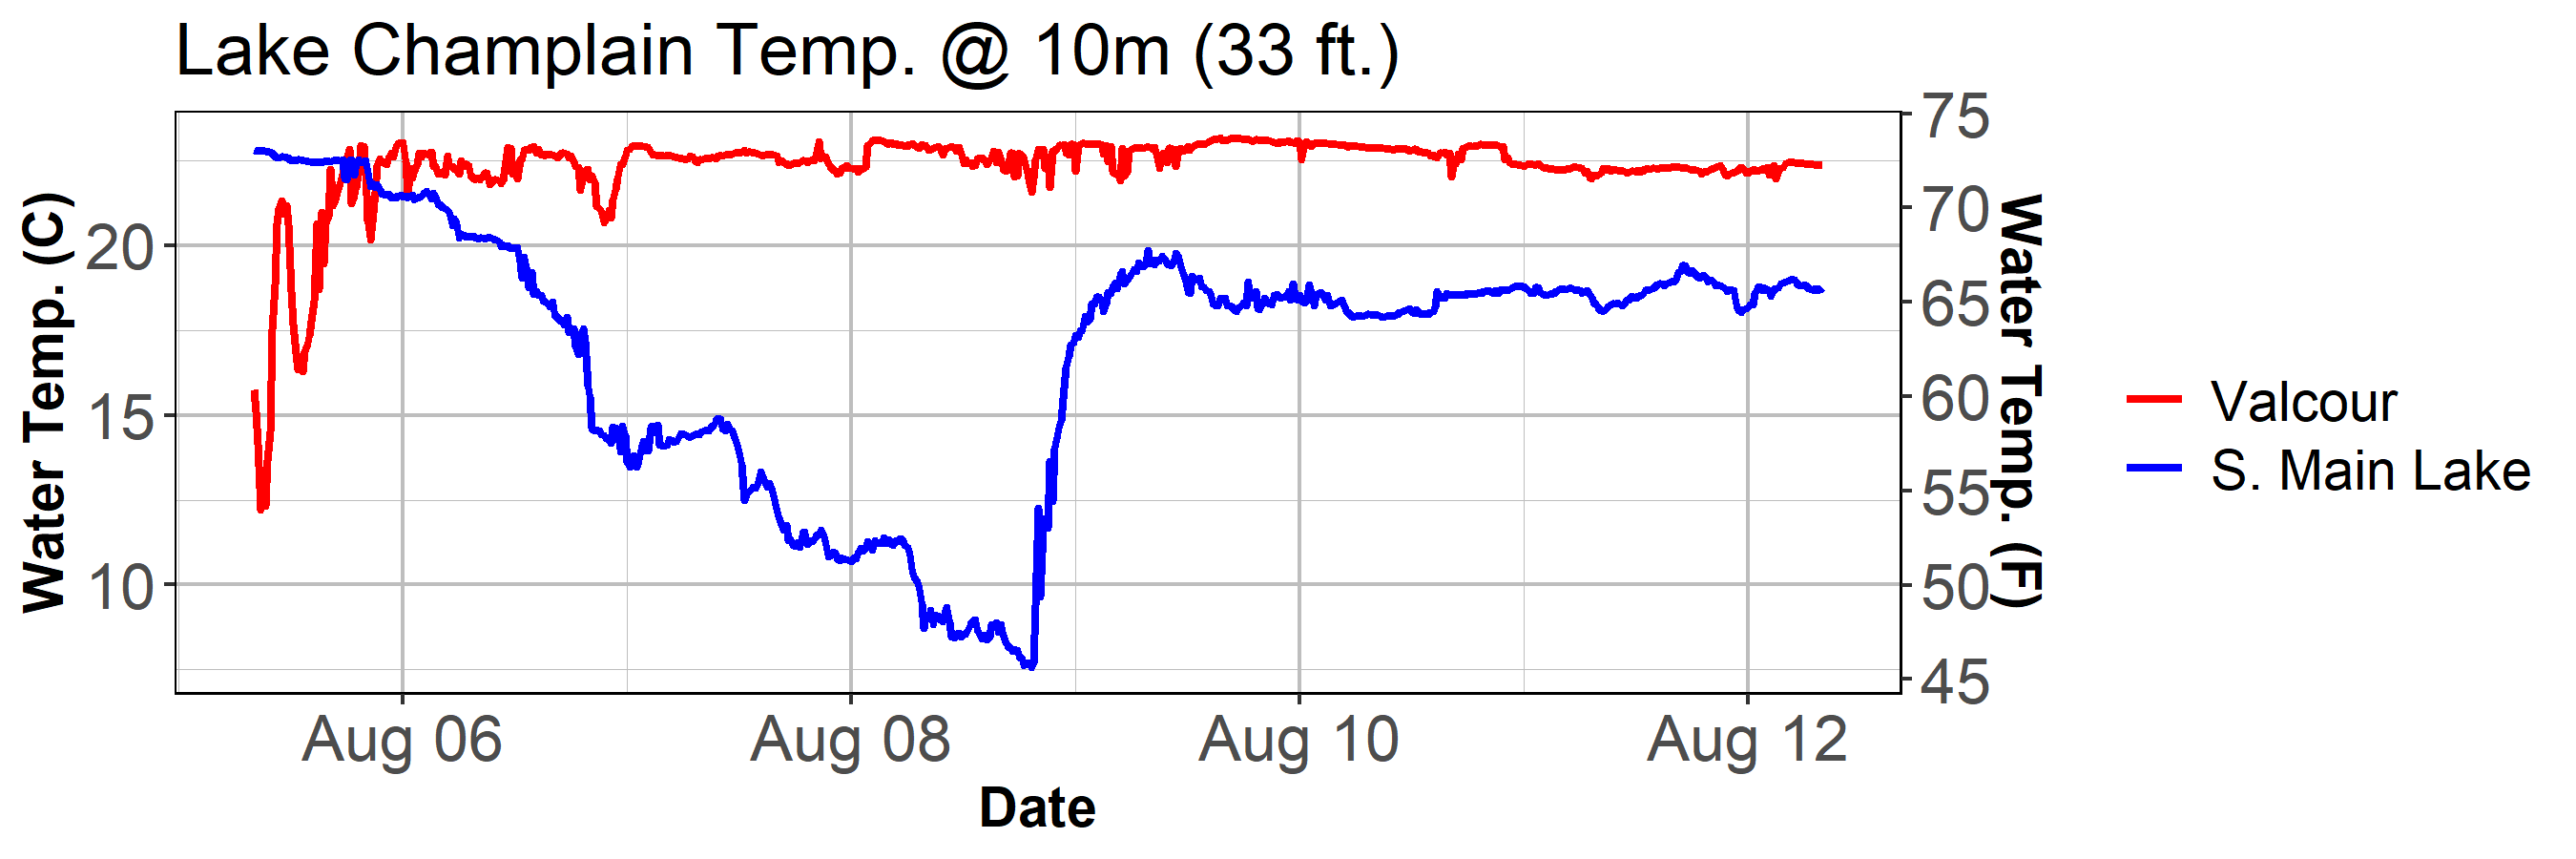 Lake Champlain Temp. @ 10m (33 ft.)
Water Temp. (C)
20
15
10
75
70
65
60
55
50
45
Water Temp. (F)
Valcour
S. Main Lake
Aug 06
Aug 08
Aug 10
Aug 12
Date